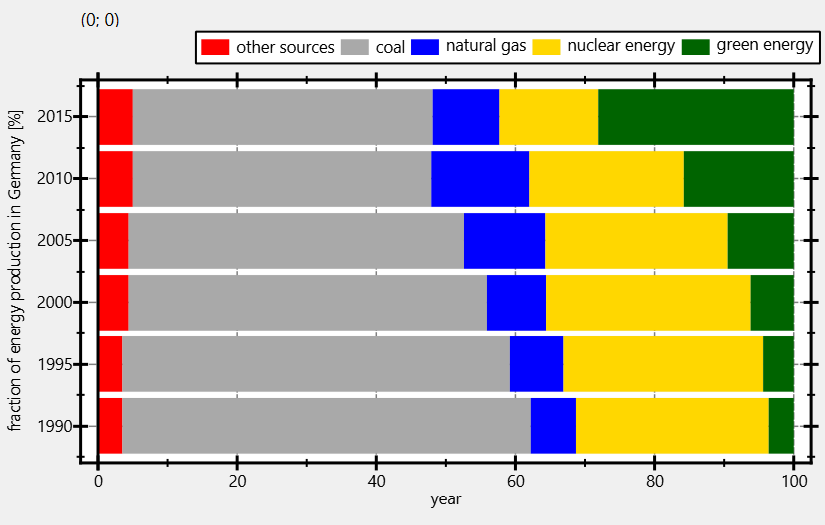 (0; 0)
other sources coal natural gas nuclear energy green energy
fraction of energy production in Germany [%]
2015
2010
2005
2000
1995
1990
0 20 40 60 80 100
year